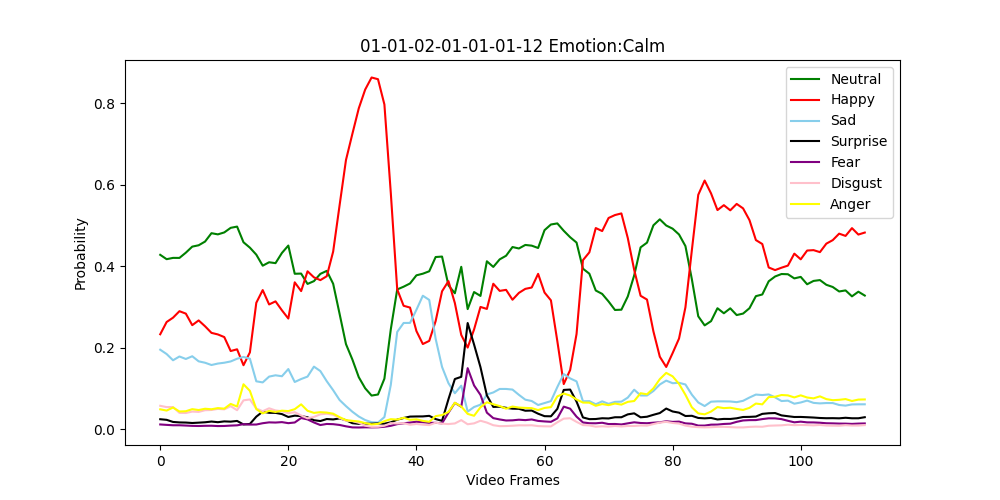 01-01-02-01-01-01-12 Emotion:Calm
Probability
0.8
0.6
0.4
0.2
0.0
0
20
40
60
80
100
Video Frames
Neutral
Happy
Sad
Surprise
Fear
Disgust
Anger